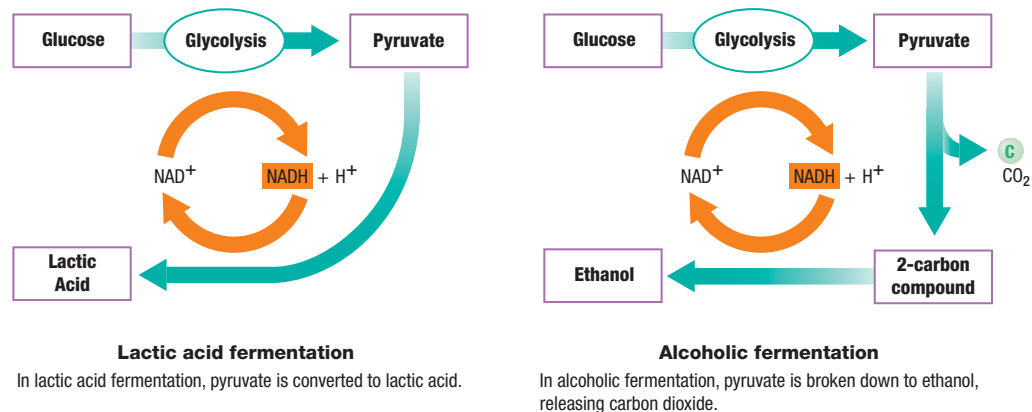 Glucose
Glycolysis
Pyruvate
NAD+
NADH + H+
Lactic
Acid
Lactic acid fermentation
In lactic acid fermentation, pyruvate is converted to lactic acid.
Glucose
Glycolysis
Pyruvate
C
CO2
NAD+
NADH + H+
Ethanol
2-carbon
compound
Alcoholic fermentation
In alcoholic fermentation, pyruvate is broken down to ethanol,
releasing carbon dioxide.